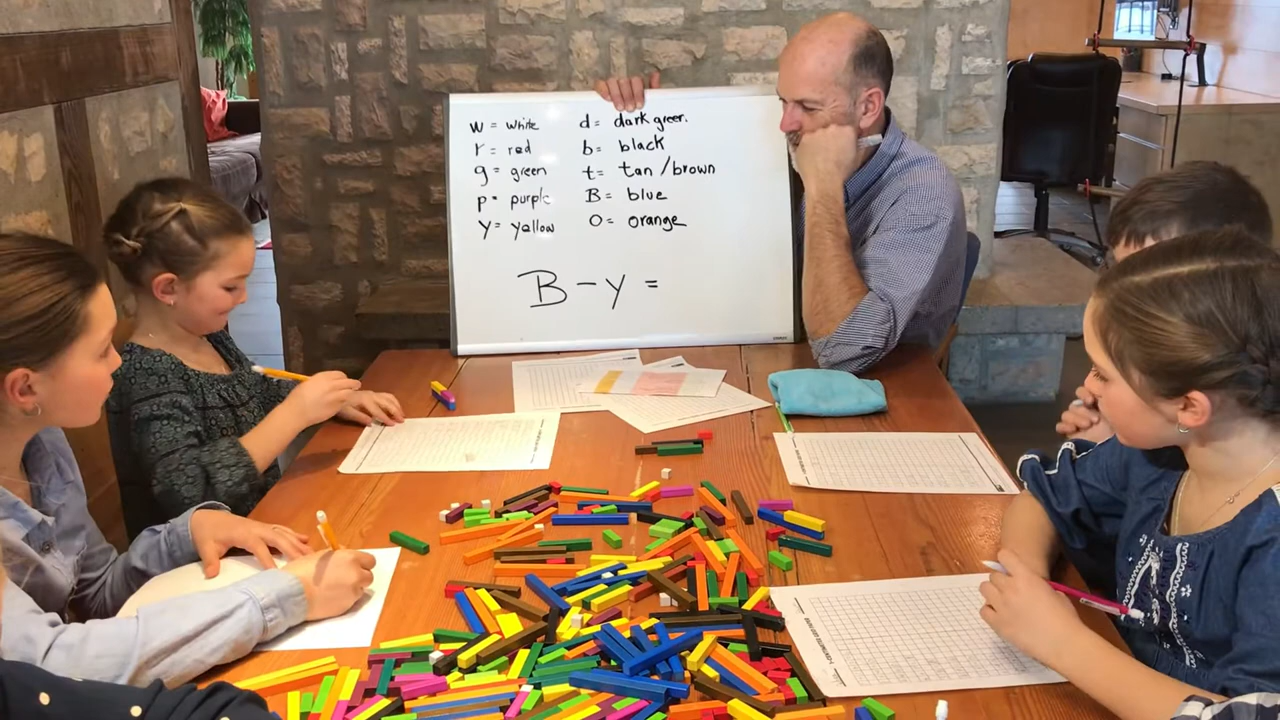 w = white
r = red
g = green
p = purple
y = yellow
d = dark green.
b = black
t = tan / brown
B = blue
O = orange
B - y =